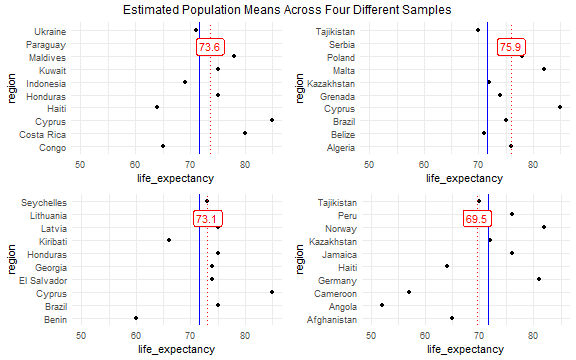 Estimated Population Means Across Four Different Samples
region
Ukraine
Paraguay
Maldives
Kuwait
Indonesia
Honduras
Haiti
Cyprus
Costa Rica
Congo
73.6
50 60 70 80
life_expectancy
region
Tajikistan
Serbia
Poland
Malta
Kazakhstan
Grenada
Cyprus
Brazil
Belize
Algeria
75.9
50 60 70 80
life_expectancy
region
Seychelles
Lithuania
Latvia
Kiribati
Honduras
Georgia
El Salvador
Cyprus
Brazil
Benin
73.1
50 60 70 80
life_expectancy
region
Tajikistan
Peru
Norway
Kazakhstan
Jamaica
Haiti
Germany
Cameroon
Angola
Afghanistan
69.5
50 60 70 80
life_expectancy